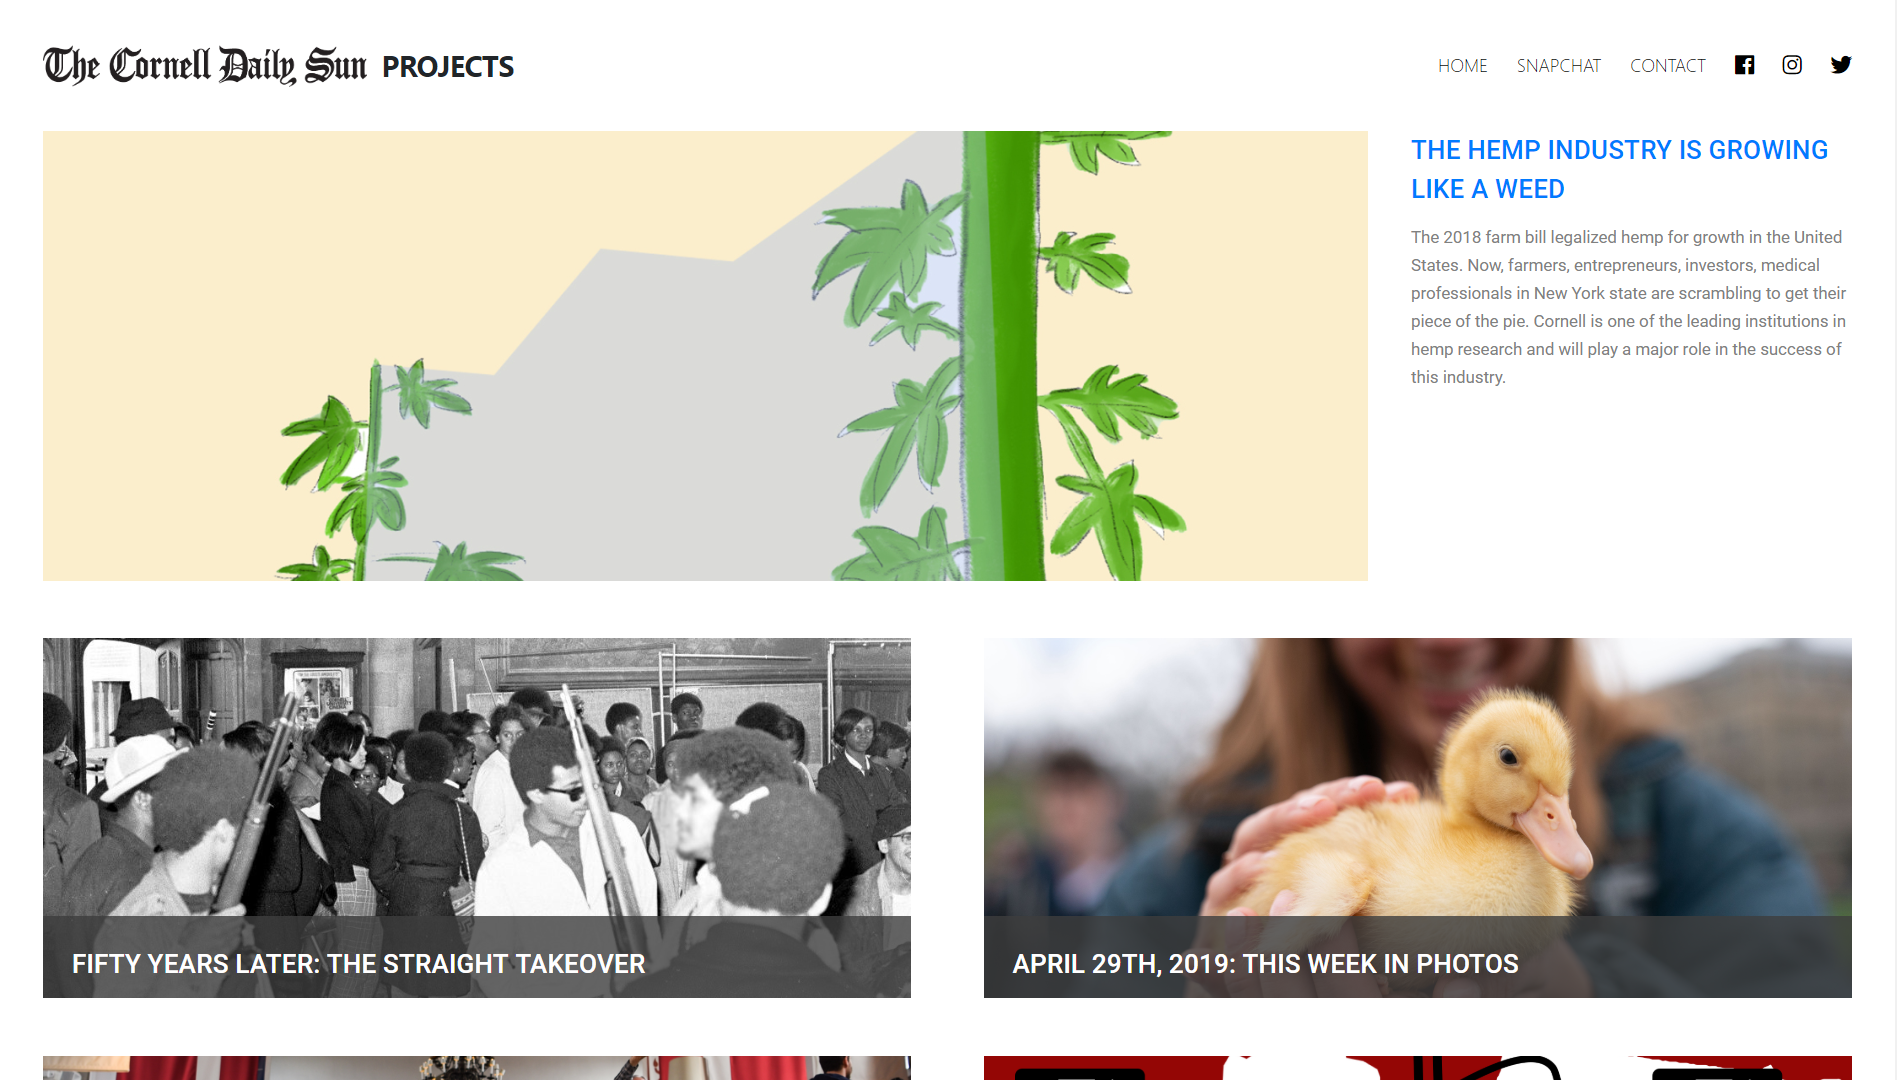 The Cornell Daily Sun PROJECTS
HOME SNAPCHAT CONTACT
THE HEMP INDUSTRY IS GROWING
LIKE A WEED
The 2018 farm bill legalized hemp for growth in the United
States. Now, farmers, entrepreneurs, investors, medical
professionals in New York state are scrambling to get their
piece of the pie. Cornell is one of the leading institutions in
hemp research and will play a major role in the success of
this industry.
FIFTY YEARS LATER: THE STRAIGHT TAKEOVER
APRIL 29TH, 2019: THIS WEEK IN PHOTOS